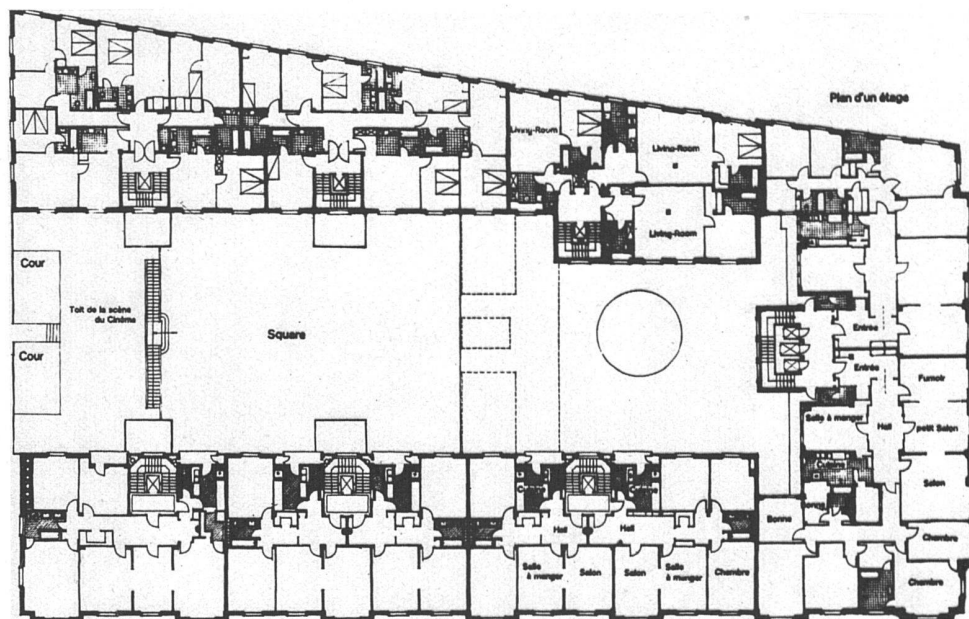 Plan d'un étage
Living-Room
Living-Room
Living-Room
Cour
Toit de la scène
du Cinéma
Square
Cour
Entrée
Entrée
Fumoir
Salle à manger
Hall
petit Salon
Cuisine
Salon
Bonne
Bonne
Hall
Hall
Chambre
Salle
à manger
Salon
Salon
Salle
à manger
Chambre
Chambre